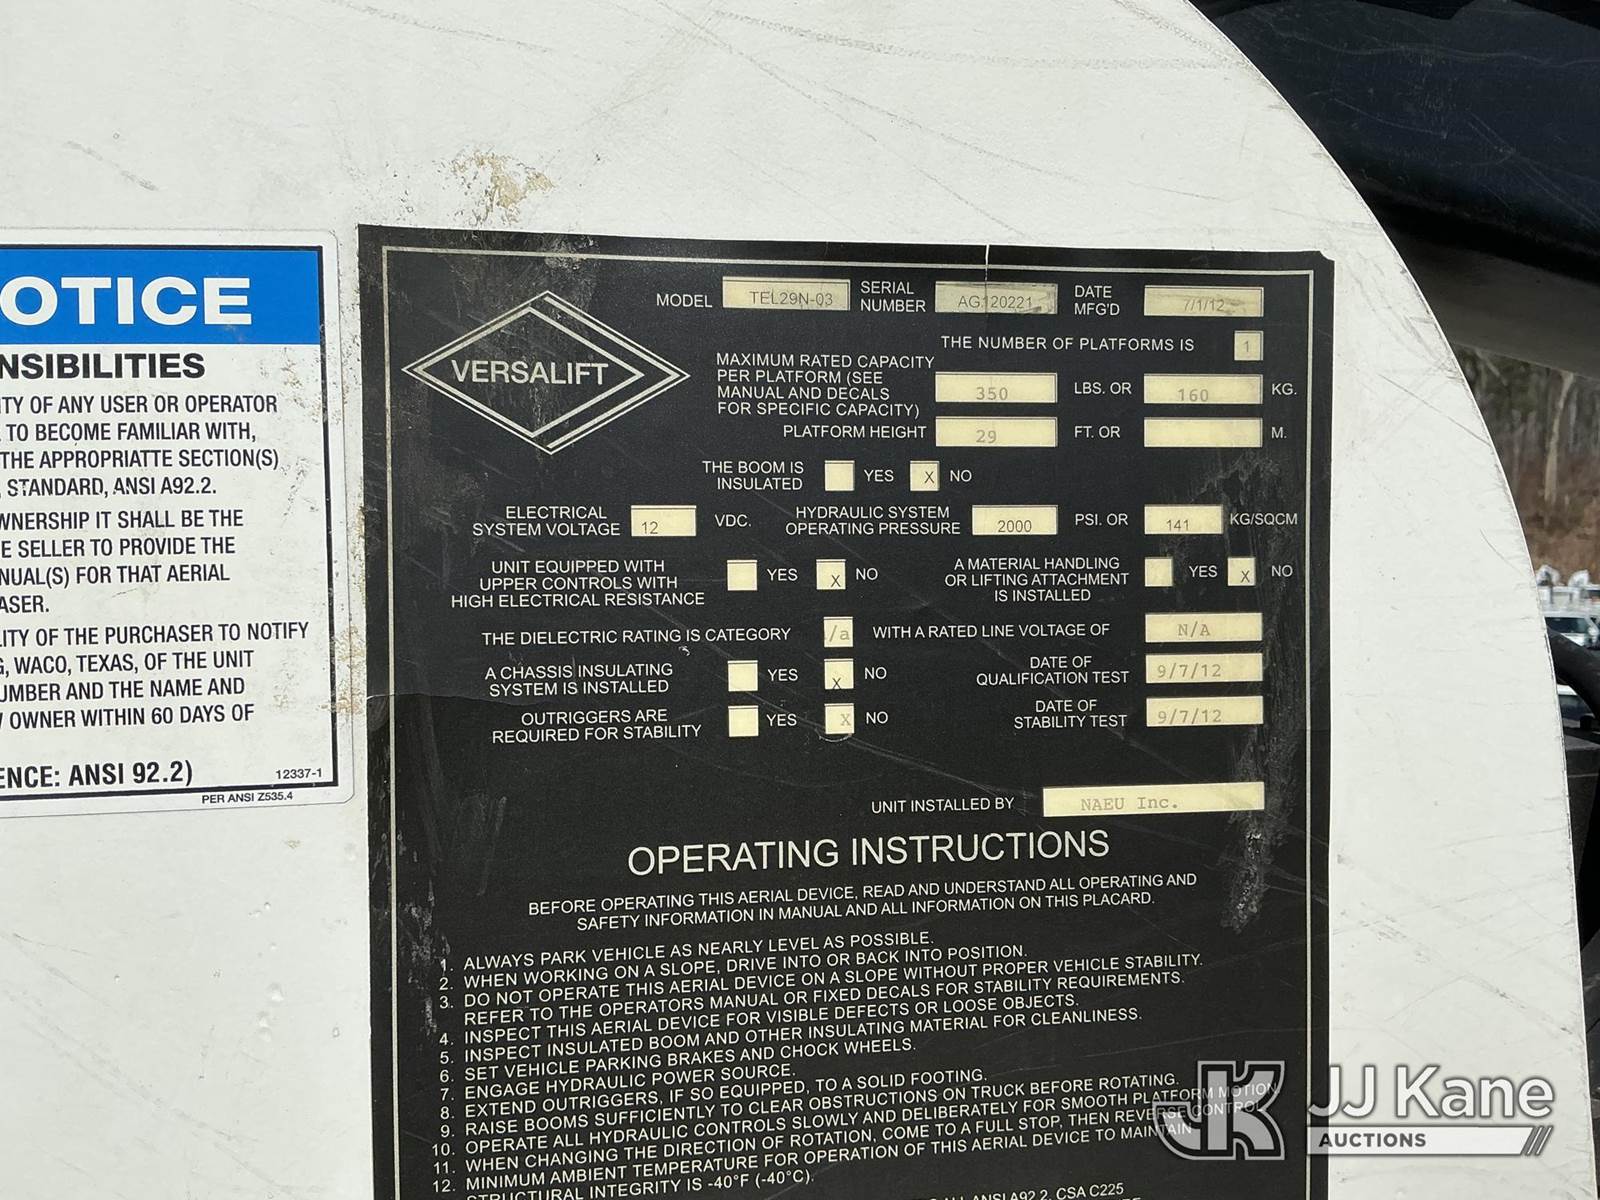 OTICE
NSIBILITIES
ITY OF ANY USER OR OPERATOR
TO BECOME FAMILIAR WITH,
THE APPROPRIATTE SECTION(S)
, STANDARD, ANSI A92.2.
WNERSHIP IT SHALL BE THE
E SELLER TO PROVIDE THE
NUAL(S) FOR THAT AERIAL
ASER.
LITY OF THE PURCHASER TO NOTIFY
G, WACO, TEXAS, OF THE UNIT
UMBER AND THE NAME AND
W OWNER WITHIN 60 DAYS OF
ENCE: ANSI 92.2)
12337-1
PER ANSI Z535.4
VERSALIFT
MODEL TEL29N-03 SERIAL NUMBER AG120221 DATE MFG'D 7/1/12
THE NUMBER OF PLATFORMS IS 1
MAXIMUM RATED CAPACITY
PER PLATFORM (SEE
MANUAL AND DECALS
FOR SPECIFIC CAPACITY) 350 LBS. OR 160 KG.
PLATFORM HEIGHT 29 FT. OR M.
THE BOOM IS
INSULATED YES X NO
ELECTRICAL
SYSTEM VOLTAGE 12 VDC. HYDRAULIC SYSTEM
OPERATING PRESSURE 2000 PSI. OR 141 KG/SQCM
UNIT EQUIPPED WITH
UPPER CONTROLS WITH
HIGH ELECTRICAL RESISTANCE YES X NO
A MATERIAL HANDLING
OR LIFTING ATTACHMENT
IS INSTALLED YES X NO
THE DIELECTRIC RATING IS CATEGORY /a WITH A RATED LINE VOLTAGE OF N/A
A CHASSIS INSULATING
SYSTEM IS INSTALLED YES X NO
DATE OF
QUALIFICATION TEST 9/7/12
OUTRIGGERS ARE
REQUIRED FOR STABILITY YES X NO
DATE OF
STABILITY TEST 9/7/12
UNIT INSTALLED BY NAEU Inc.
OPERATING INSTRUCTIONS
BEFORE OPERATING THIS AERIAL DEVICE, READ AND UNDERSTAND ALL OPERATING AND
SAFETY INFORMATION IN MANUAL AND ALL INFORMATION ON THIS PLACARD.
1. ALWAYS PARK VEHICLE AS NEARLY LEVEL AS POSSIBLE.
2. WHEN WORKING ON A SLOPE, DRIVE INTO OR BACK INTO POSITION.
3. DO NOT OPERATE THIS AERIAL DEVICE ON A SLOPE WITHOUT PROPER VEHICLE STABILITY.
REFER TO THE OPERATORS MANUAL OR FIXED DECALS FOR STABILITY REQUIREMENTS.
4. INSPECT THIS AERIAL DEVICE FOR VISIBLE DEFECTS OR LOOSE OBJECTS.
5. INSPECT INSULATED BOOM AND OTHER INSULATING MATERIAL FOR CLEANLINESS.
6. SET VEHICLE PARKING BRAKES AND CHOCK WHEELS.
7. ENGAGE HYDRAULIC POWER SOURCE.
8. EXTEND OUTRIGGERS, IF SO EQUIPPED, TO A SOLID FOOTING.
9. RAISE BOOMS SUFFICIENTLY TO CLEAR OBSTRUCTIONS ON TRUCK BEFORE ROTATING.
10. OPERATE ALL HYDRAULIC CONTROLS SLOWLY AND DELIBERATELY FOR SMOOTH PLATFORM MOTION
11. WHEN CHANGING THE DIRECTION OF ROTATION, COME TO A FULL STOP, THEN REVERSE CONTROL
12. MINIMUM AMBIENT TEMPERATURE FOR OPERATION OF THIS AERIAL DEVICE TO MAINTAIN
STRUCTURAL INTEGRITY IS -40°F (-40°C).
ANSI A92.2, CSA C225
JK JJ Kane
AUCTIONS